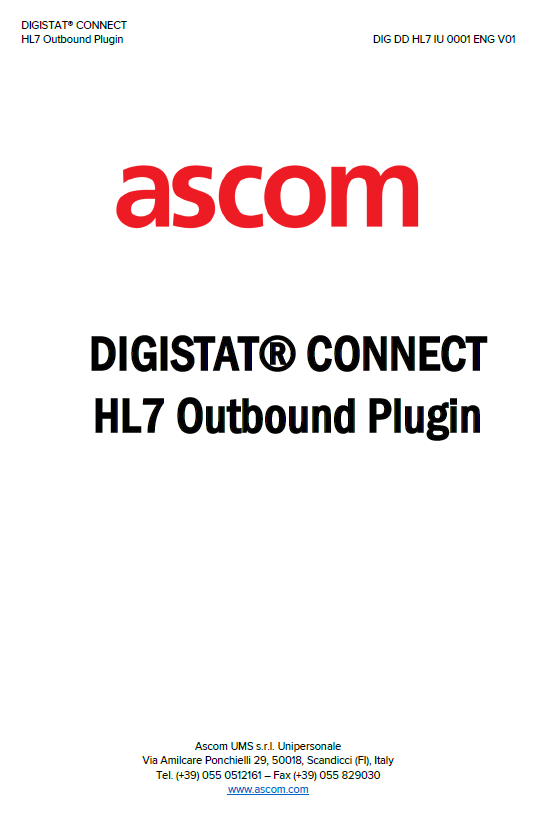 DIGISTAT® CONNECT
HL7 Outbound Plugin DIG DD HL7 IU 0001 ENG V01
ascom
DIGISTAT® CONNECT
HL7 Outbound Plugin
Ascom UMS s.r.l. Unipersonale
Via Amilcare Ponchielli 29, 50018, Scandicci (FI), Italy
Tel. (+39) 055 0512161 – Fax (+39) 055 829030
www.ascom.com